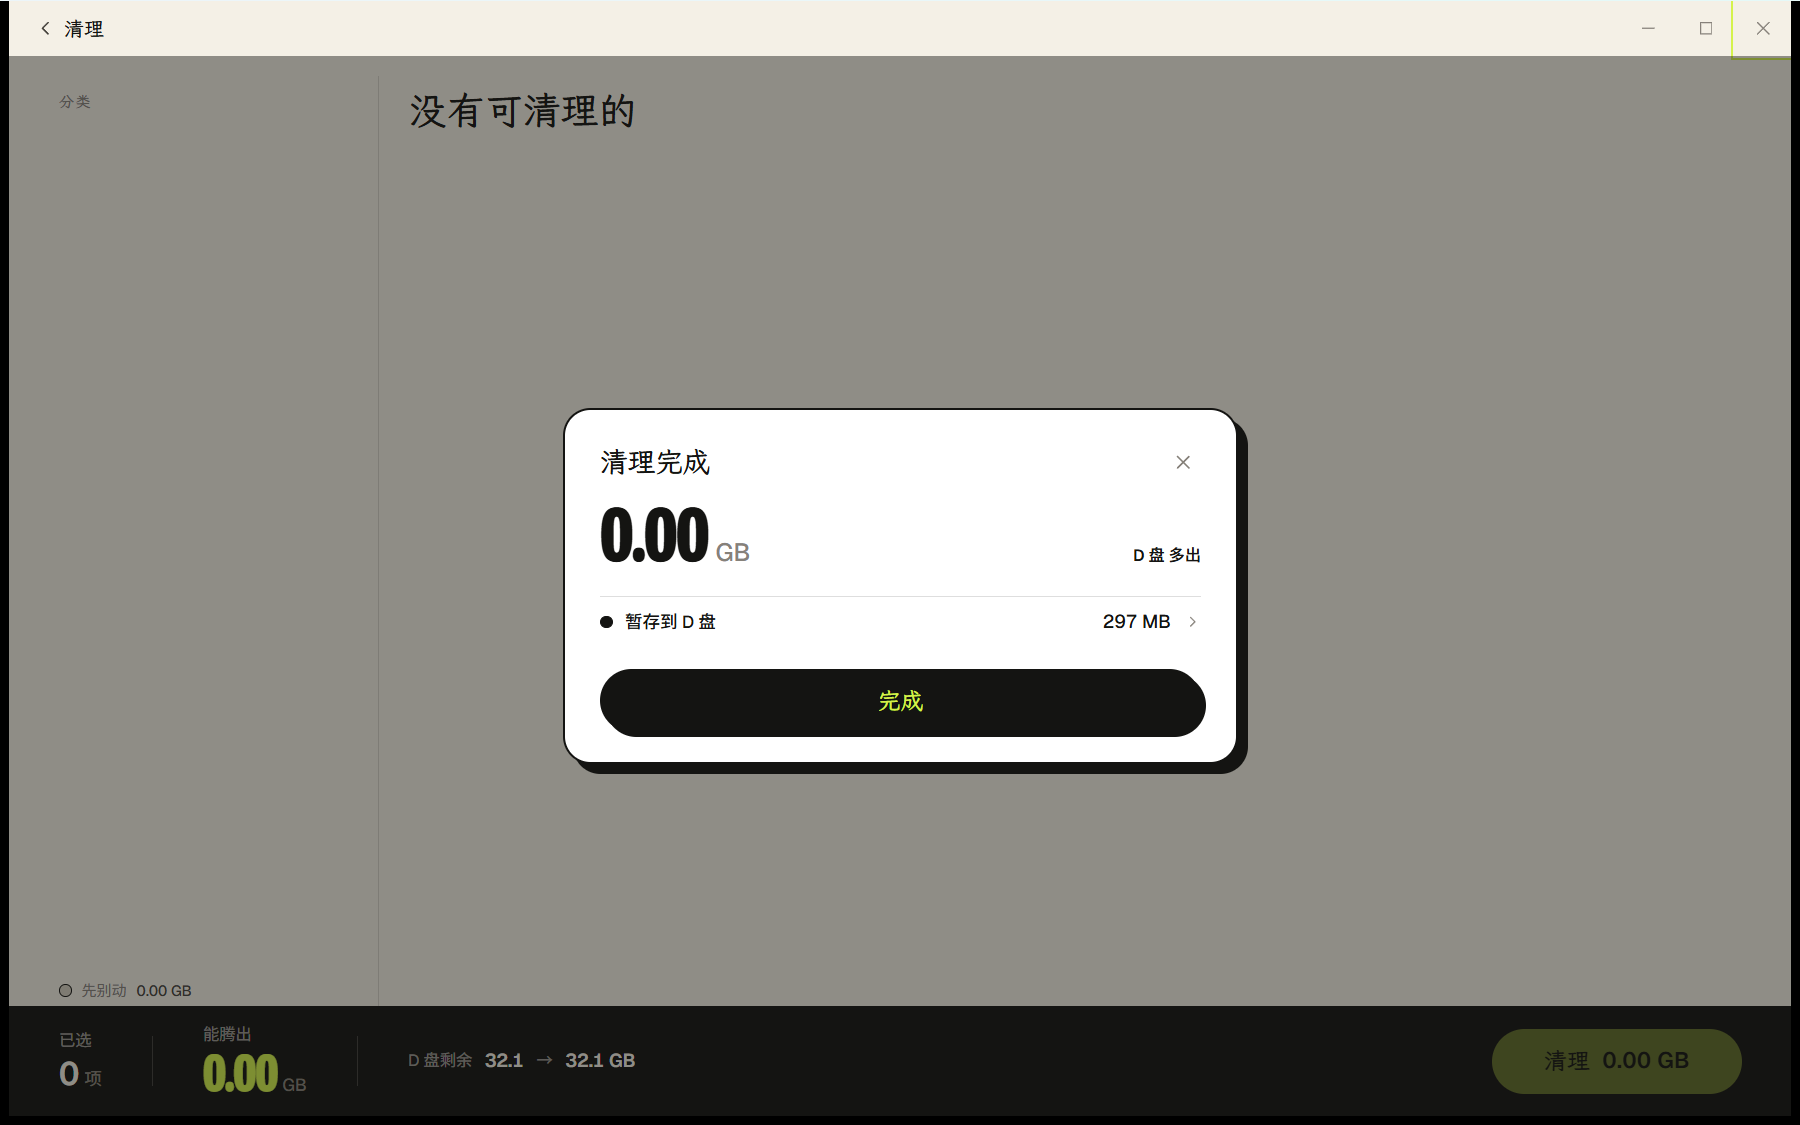 清理
分类
没有可清理的
清理完成
0.00 GB
D 盘 多出
暂存到 D 盘
297 MB
完成
先别动 0.00 GB
已选
0 项
能腾出
0.00 GB
D 盘剩余 32.1 → 32.1 GB
清理 0.00 GB